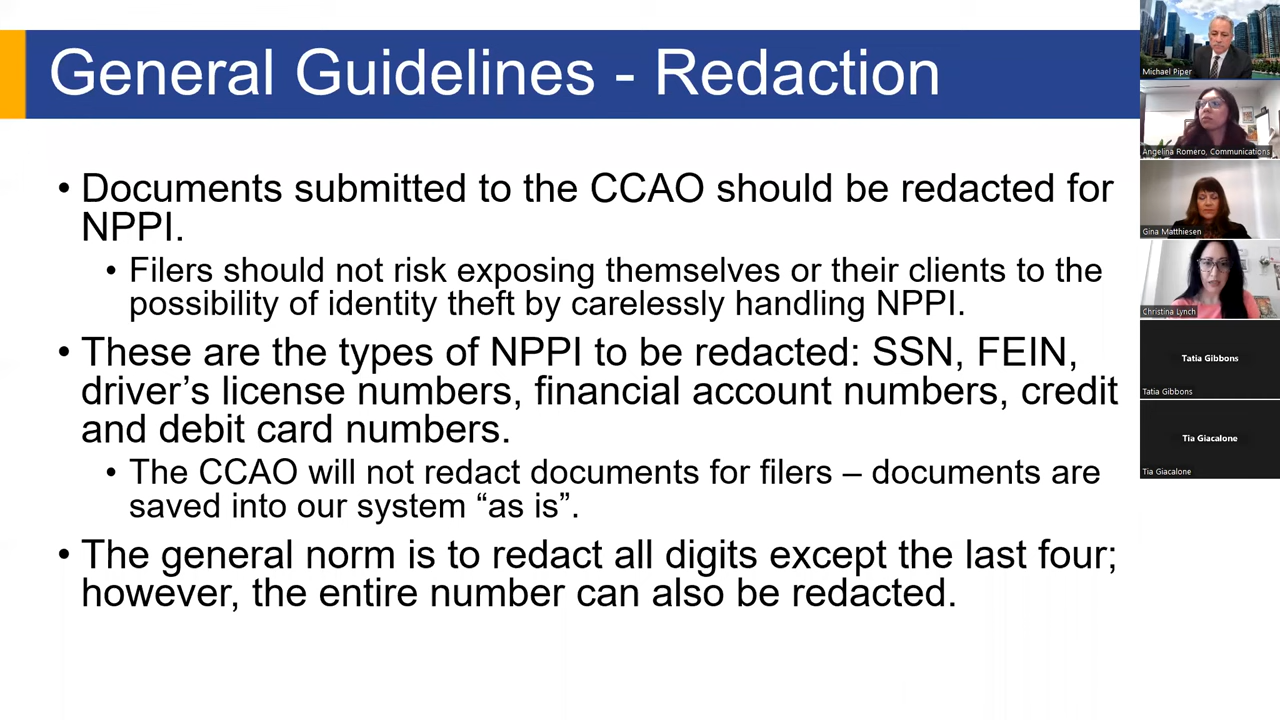 General Guidelines - Redaction
• Documents submitted to the CCAO should be redacted for
NPPI.
• Filers should not risk exposing themselves or their clients to the
possibility of identity theft by carelessly handling NPPI.
• These are the types of NPPI to be redacted: SSN, FEIN,
driver’s license numbers, financial account numbers, credit
and debit card numbers.
• The CCAO will not redact documents for filers – documents are
saved into our system “as is”.
• The general norm is to redact all digits except the last four;
however, the entire number can also be redacted.
Michael Piper
Angelina Romero, Communications
Gina Matthiesen
Christina Lynch
Tatia Gibbons
Tatia Gibbons
Tia Giacalone
Tia Giacalone